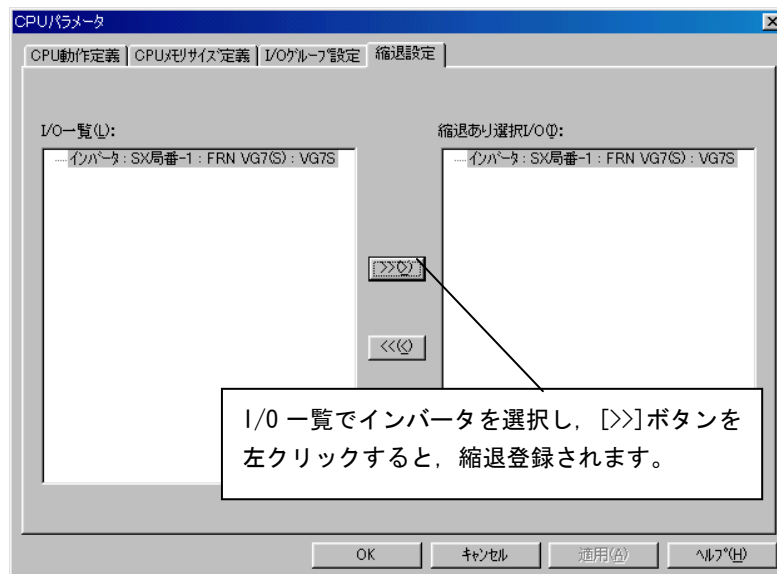 CPUパラメータ
CPU動作定義 CPUメモリサイズ定義 I/Oグループ設定 縮退設定
I/O一覧(L): 縮退あり選択I/O(I):
インバータ : SX局番-1 : FRN VG7(S) : VG7S インバータ : SX局番-1 : FRN VG7(S) : VG7S
>>(>)
<<(<)
I/O 一覧でインバータを選択し，[>>]ボタンを
左クリックすると，縮退登録されます。
OK キャンセル 適用(A) ヘルプ(H)